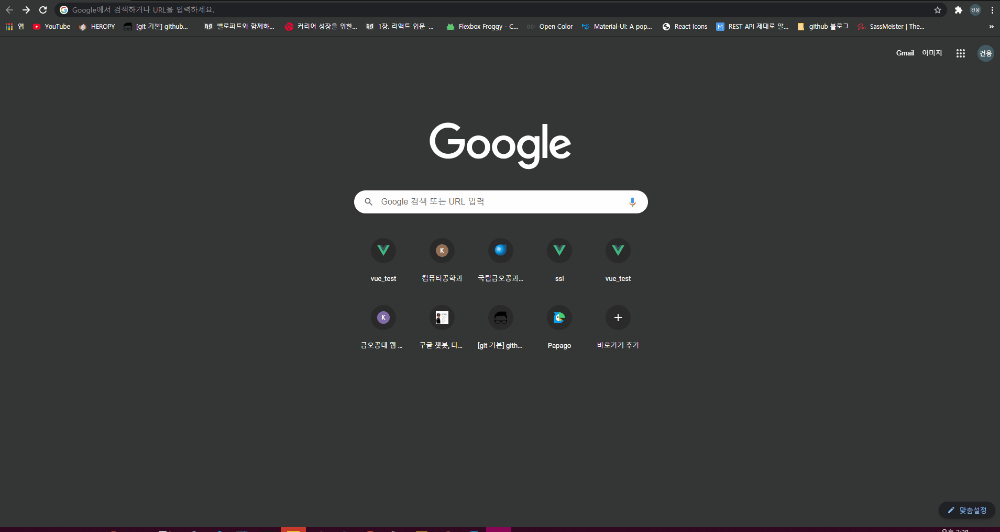 Google에서 검색하거나 URL을 입력하세요.
건웅
앱 YouTube HEROPY [git 기본] github... 벨로퍼트와 함께하... 커리어 성장을 위한... 1장. 리액트 입문 ·... Flexbox Froggy - C... Open Color Material-UI: A pop... React Icons REST API 제대로 알... github 블로그 SassMeister | The... »
Gmail 이미지 건웅
Google
Google 검색 또는 URL 입력
vue_test 컴퓨터공학과 국립금오공과... ssl vue_test
금오공대 웹 ... 구글 챗봇, 다... [git 기본] gith... Papago 바로가기 추가
맞춤설정